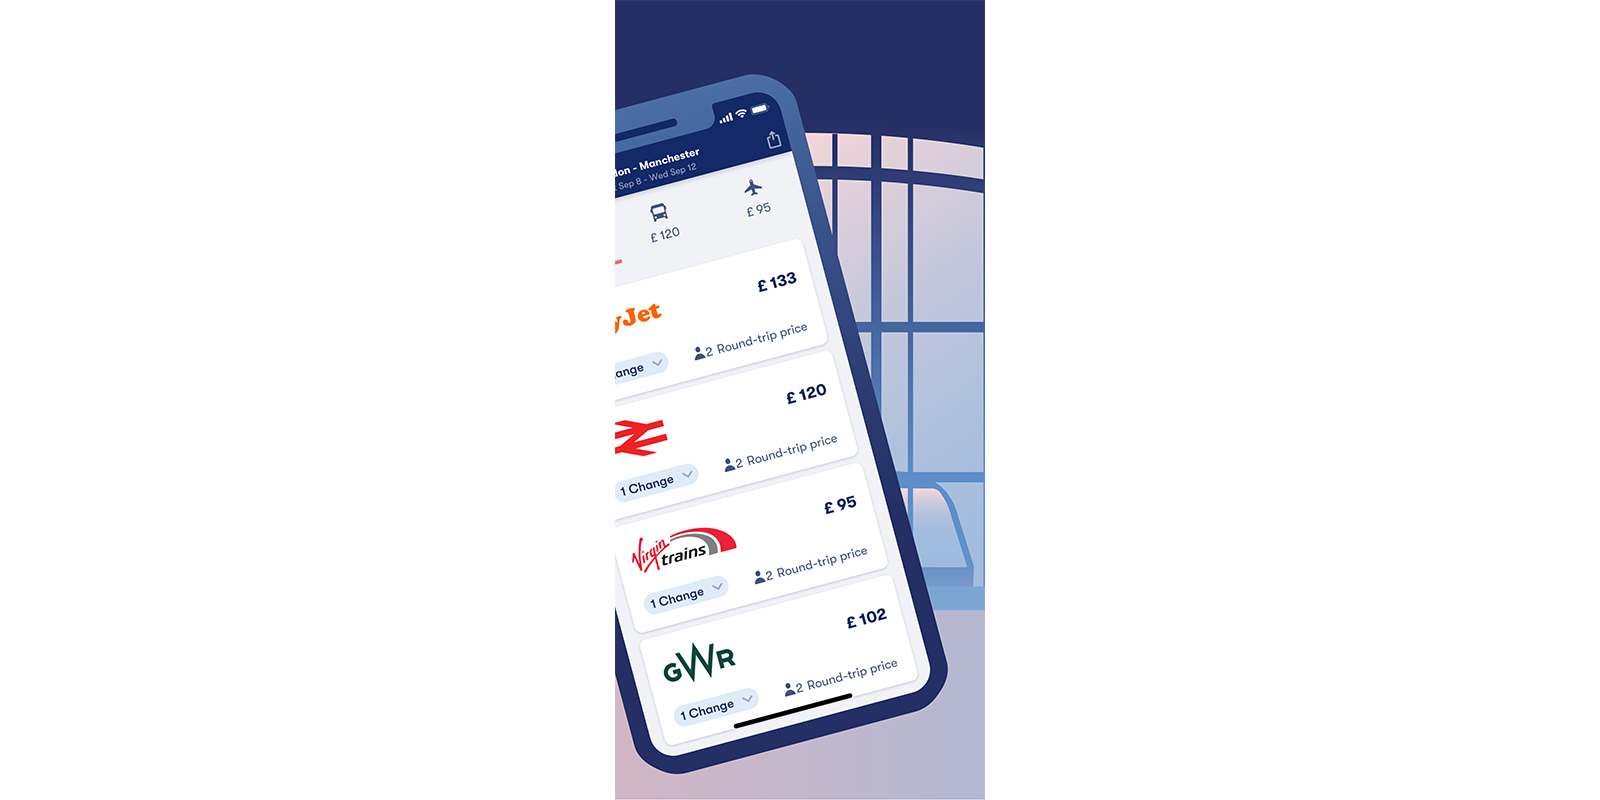 don - Manchester
Sep 8 - Wed Sep 12
£ 120
£ 95
yJet
£ 133
ange
2 Round-trip price
£ 120
1 Change
2 Round-trip price
Virgin trains
£ 95
1 Change
2 Round-trip price
GWR
£ 102
1 Change
2 Round-trip price